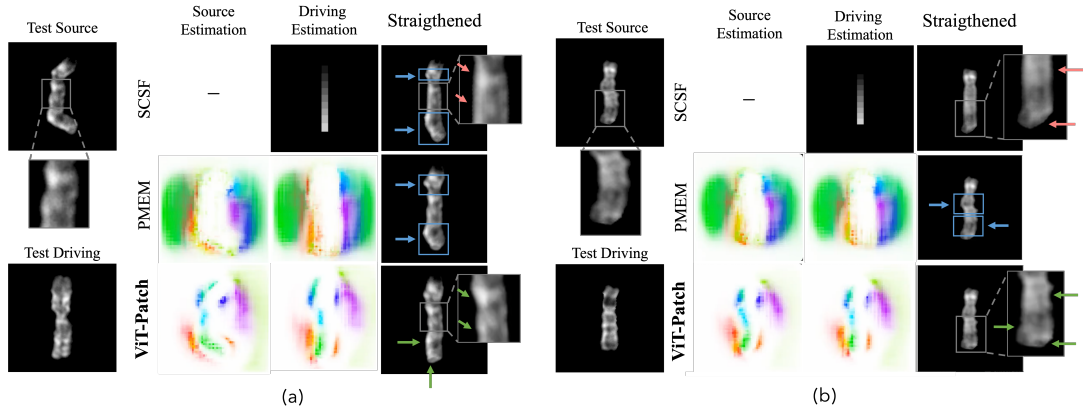 Test Source
Source
Estimation
Driving
Estimation
Straigthened
SCSF
–
PMEM
Test Driving
ViT-Patch
(a)
Test Source
Source
Estimation
Driving
Estimation
Straightened
SCSF
–
PMEM
Test Driving
ViT-Patch
(b)